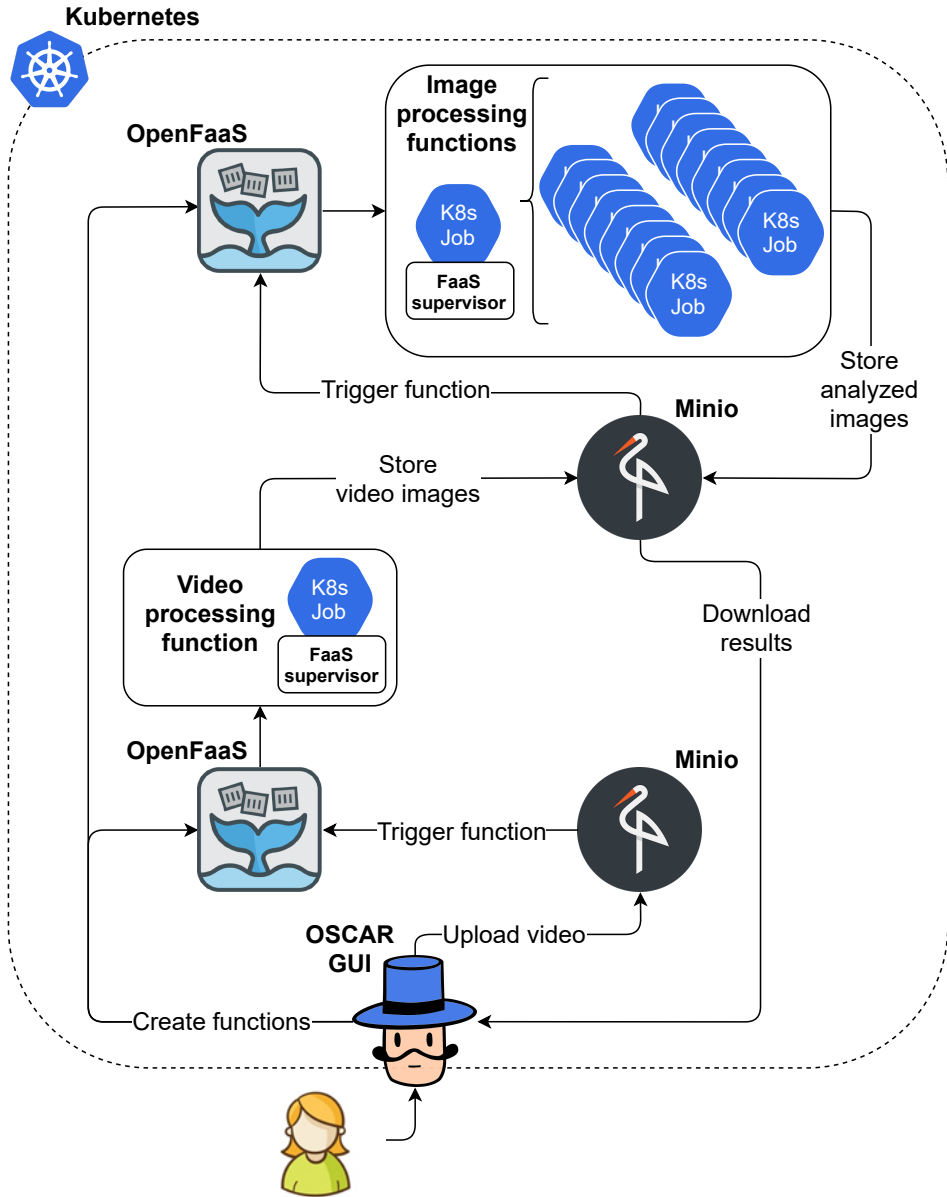 Kubernetes
OpenFaaS
Image
processing
functions
K8s
Job
FaaS
supervisor
K8s
Job
K8s
Job
Store
analyzed
images
Trigger function
Minio
Store
video images
Video
processing
function
K8s
Job
FaaS
supervisor
Download
results
OpenFaaS
Minio
Trigger function
OSCAR
GUI
Upload video
Create functions